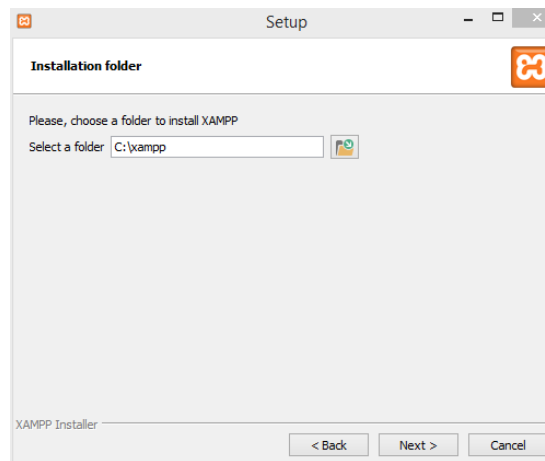 Setup
Installation folder
Please, choose a folder to install XAMPP
Select a folder C:\xampp
XAMPP Installer
< Back Next > Cancel